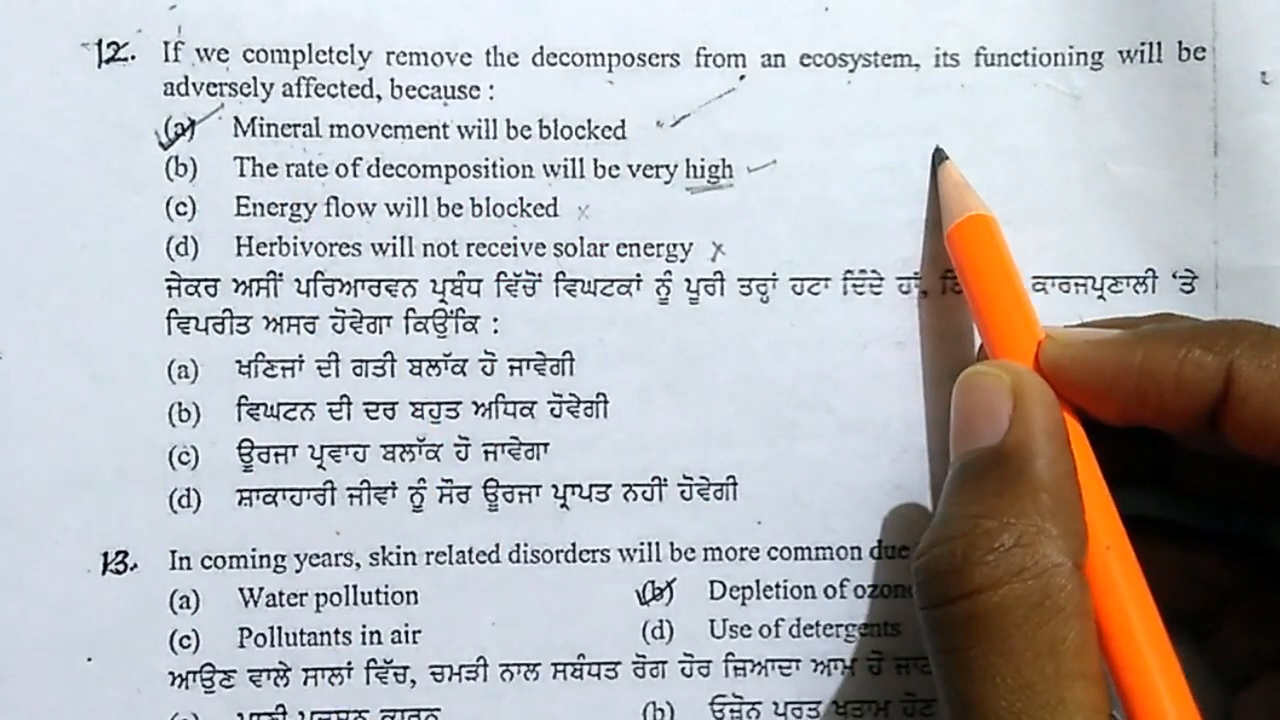 12. If we completely remove the decomposers from an ecosystem, its functioning will be
adversely affected, because :
(a) Mineral movement will be blocked
(b) The rate of decomposition will be very high
(c) Energy flow will be blocked
(d) Herbivores will not receive solar energy
ਜੇਕਰ ਅਸੀਂ ਪਰਿਆਰਵਨ ਪ੍ਰਬੰਧ ਵਿੱਚੋਂ ਵਿਘਟਕਾਂ ਨੂੰ ਪੂਰੀ ਤਰ੍ਹਾਂ ਹਟਾ ਦਿੰਦੇ ਹਾਂ, ਕਾਰਜਪ੍ਰਣਾਲੀ ‘ਤੇ
ਵਿਪਰੀਤ ਅਸਰ ਹੋਵੇਗਾ ਕਿਉਂਕਿ :
(a) ਖਣਿਜਾਂ ਦੀ ਗਤੀ ਬਲਾੱਕ ਹੋ ਜਾਵੇਗੀ
(b) ਵਿਘਟਨ ਦੀ ਦਰ ਬਹੁਤ ਅਧਿਕ ਹੋਵੇਗੀ
(c) ਊਰਜਾ ਪ੍ਰਵਾਹ ਬਲਾੱਕ ਹੋ ਜਾਵੇਗਾ
(d) ਸ਼ਾਕਾਹਾਰੀ ਜੀਵਾਂ ਨੂੰ ਸੌਰ ਊਰਜਾ ਪ੍ਰਾਪਤ ਨਹੀਂ ਹੋਵੇਗੀ
13. In coming years, skin related disorders will be more common due
(a) Water pollution (b) Depletion of
(c) Pollutants in air (d) Use of detergents
ਆਉਣ ਵਾਲੇ ਸਾਲਾਂ ਵਿੱਚ, ਚਮੜੀ ਨਾਲ ਸਬੰਧਤ ਰੋਗ ਹੋਰ ਜ਼ਿਆਦਾ ਆਮ ਹੋ
(b) ਓਜ਼ੋਨ ਪਰਤ ਖਤਾਮ